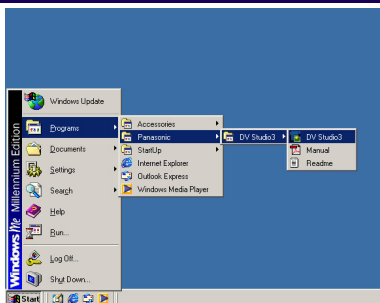 Windows Update
Programs
Documents
Settings
Search
Help
Run...
Log Off...
Shut Down...
Windows Me Millennium Edition
Accessories
Panasonic
StartUp
Internet Explorer
Outlook Express
Windows Media Player
DV Studio3
DV Studio3
Manual
Readme
Start